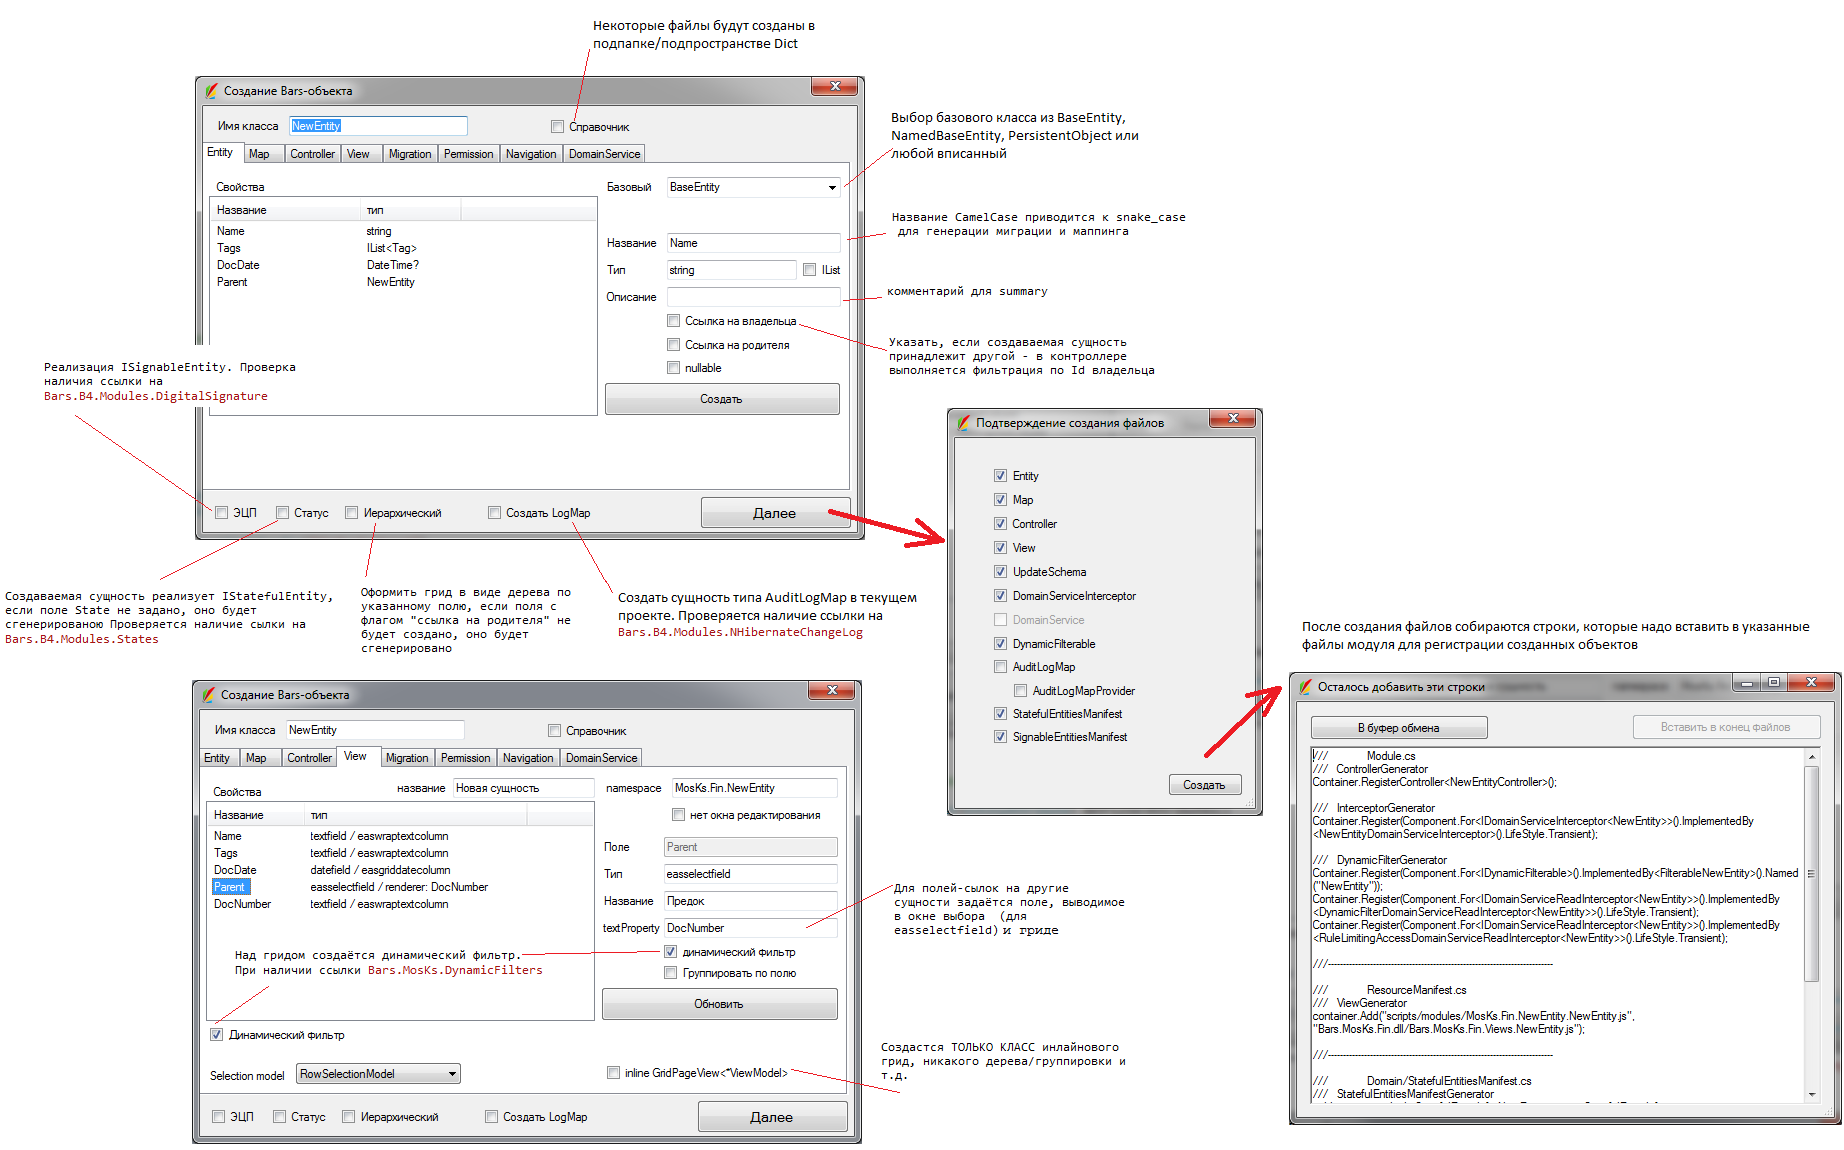 Некоторые файлы будут созданы в
подпапке/подпространстве Dict
Создание Bars-объекта
Имя класса
NewEntity
Справочник
Entity
Map
Controller
View
Migration
Permission
Navigation
DomainService
Свойства
Название
тип
Name
string
Tags
IList<Tag>
DocDate
DateTime?
Parent
NewEntity
Базовый
BaseEntity
Название
Name
Тип
string
IList
Описание
Ссылка на владельца
Ссылка на родителя
nullable
Создать
ЭЦП
Статус
Иерархический
Создать LogMap
Далее
Выбор базового класса из BaseEntity,
NamedBaseEntity, PersistentObject или
любой вписанный
Название CamelCase приводится к snake_case
для генерации миграции и маппинга
комментарий для summary
Указать, если создаваемая сущность
принадлежит другой - в контроллере
выполняется фильтрация по Id владельца
Реализация ISignableEntity. Проверка
наличия ссылки на
Bars.B4.Modules.DigitalSignature
Создаваемая сущность реализует IStatefulEntity,
если поле State не задано, оно будет
сгенерированою Проверяется наличие сылки на
Bars.B4.Modules.States
Оформить грид в виде дерева по
указанному полю, если поля с
флагом "ссылка на родителя" не
будет создано, оно будет
сгенерировано
Создать сущность типа AuditLogMap в текущем
проекте. Проверяется наличие ссылки на
Bars.B4.Modules.NHibernateChangeLog
Подтверждение создания файлов
Entity
Map
Controller
View
UpdateSchema
DomainServiceInterceptor
DomainService
DynamicFilterable
AuditLogMap
AuditLogMapProvider
StatefulEntitiesManifest
SignableEntitiesManifest
Создать
Создание Bars-объекта
Имя класса
NewEntity
Справочник
Entity
Map
Controller
View
Migration
Permission
Navigation
DomainService
Свойства
название
Новая сущность
namespace
MosKs.Fin.NewEntity
Название
тип
Name
textfield / easwraptextcolumn
Tags
textfield / easwraptextcolumn
DocDate
datefield / easgriddatecolumn
Parent
easselectfield / renderer: DocNumber
DocNumber
textfield / easwraptextcolumn
нет окна редактирования
Поле
Parent
Тип
easselectfield
Название
Предок
textProperty
DocNumber
динамический фильтр
Группировать по полю
Обновить
Над гридом создаётся динамический фильтр.
При наличии ссылки Bars.MosKs.DynamicFilters
Динамический фильтр
Selection model
RowSelectionModel
inline GridPageView<*ViewModel>
ЭЦП
Статус
Иерархический
Создать LogMap
Далее
Для полей-сылок на другие
сущности задаётся поле, выводимое
в окне выбора (для
easselectfield) и гриде
Создастся ТОЛЬКО КЛАСС инлайнового
грид, никакого дерева/группировки и
т.д.
После создания файлов собираются строки, которые надо вставить в указанные
файлы модуля для регистрации созданных объектов
Осталось добавить эти строки
В буфер обмена
Вставить в конец файлов
/// Module.cs
/// ControllerGenerator
Container.RegisterController<NewEntityController>();
/// InterceptorGenerator
Container.Register(Component.For<IDomainServiceInterceptor<NewEntity>>().ImplementedBy
<NewEntityDomainServiceInterceptor>().LifeStyle.Transient);
/// DynamicFilterGenerator
Container.Register(Component.For<IDynamicFilterable>().ImplementedBy<FilterableNewEntity>().Named
("NewEntity"));
Container.Register(Component.For<IDomainServiceReadInterceptor<NewEntity>>().ImplementedBy
<DynamicFilterDomainServiceReadInterceptor<NewEntity>>().LifeStyle.Transient);
Container.Register(Component.For<IDomainServiceReadInterceptor<NewEntity>>().ImplementedBy
<RuleLimitingAccessDomainServiceReadInterceptor<NewEntity>>().LifeStyle.Transient);
///---------------------------------------------------------------------------
/// ResourceManifest.cs
/// ViewGenerator
container.Add("scripts/modules/MosKs.Fin.NewEntity.NewEntity.js",
"Bars.MosKs.Fin.dll/Bars.MosKs.Fin.Views.NewEntity.js");
///---------------------------------------------------------------------------
/// Domain/StatefulEntitiesManifest.cs
/// StatefulEntitiesManifestGenerator